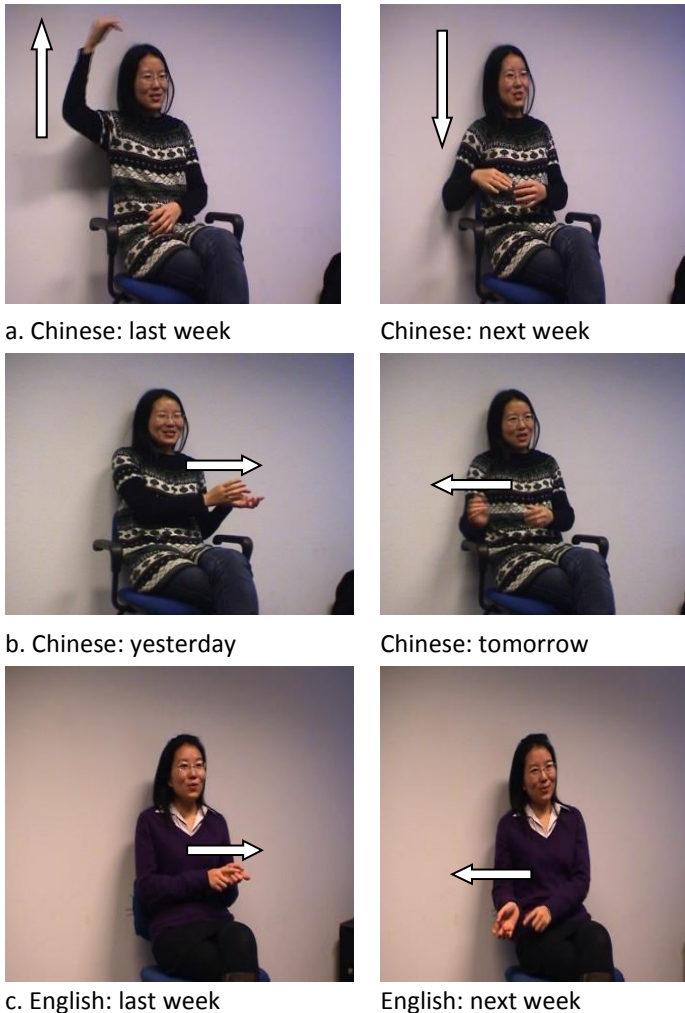 a. Chinese: last week
Chinese: next week
b. Chinese: yesterday
Chinese: tomorrow
c. English: last week
English: next week